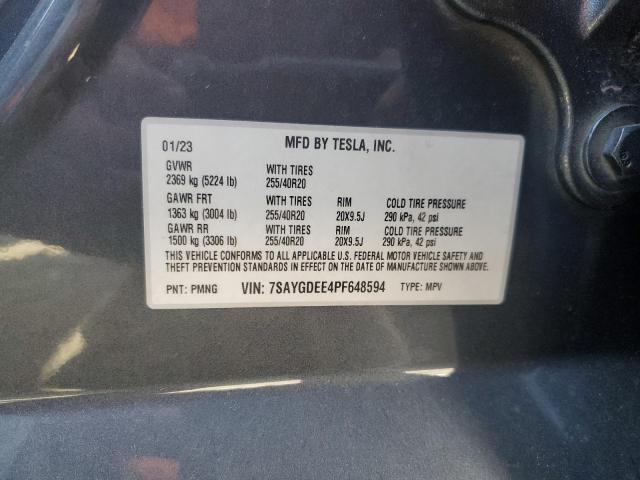 01/23 MFD BY TESLA, INC.
GVWR WITH TIRES
2369 kg (5224 lb) 255/40R20
GAWR FRT WITH TIRES RIM COLD TIRE PRESSURE
1363 kg (3004 lb) 255/40R20 20X9.5J 290 kPa, 42 psi
GAWR RR WITH TIRES RIM COLD TIRE PRESSURE
1500 kg (3306 lb) 255/40R20 20X9.5J 290 kPa, 42 psi
THIS VEHICLE CONFORMS TO ALL APPLICABLE U.S. FEDERAL MOTOR VEHICLE SAFETY AND
THEFT PREVENTION STANDARDS IN EFFECT ON THE DATE OF MANUFACTURE SHOWN ABOVE.
PNT: PMNG VIN: 7SAYGDEE4PF648594 TYPE: MPV